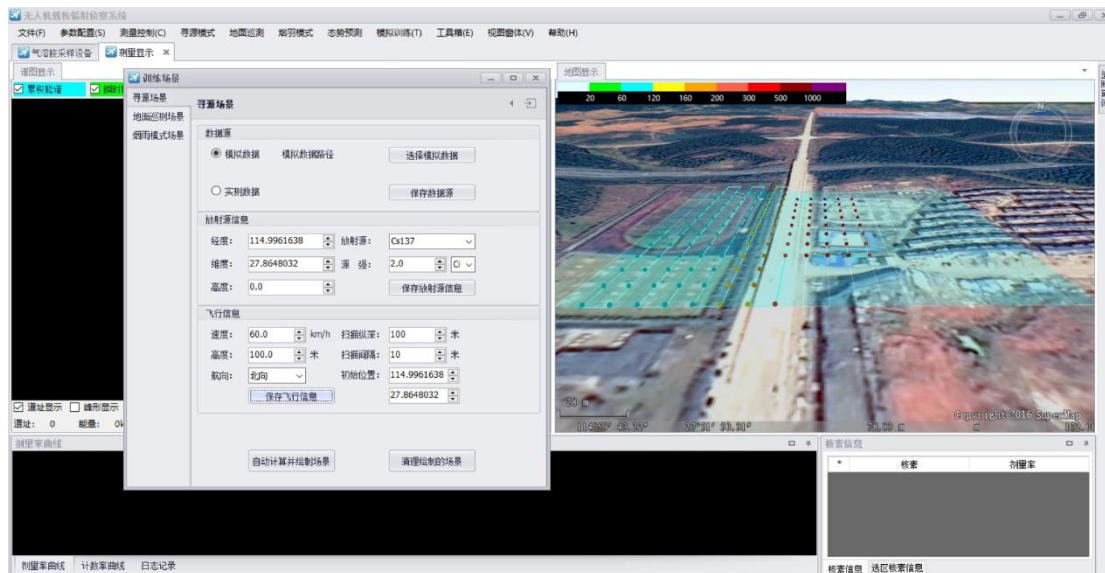 无人机载核辐射侦察系统
文件(F) 参数配置(S) 测量控制(C) 寻源模式 地面巡测 烟羽模式 态势预测 模拟训练(T) 工具箱(E) 视图窗体(V) 帮助(H)
气溶胶采样设备 测量显示
谱图显示
累积能谱
训练场景
寻源场景
地面巡测场景
烟雨模式场景
寻源场景
数据源
模拟数据 模拟数据路径 选择模拟数据
实测数据 保存数据源
放射源信息
经度: 114.9961638 放射源: Cs137
维度: 27.8648032 源 强: 2.0 Ci
高度: 0.0 保存放射源信息
飞行信息
速度: 60.0 km/h 扫描纵深: 100 米
高度: 100.0 米 扫描间隔: 10 米
航向: 北向 初始位置: 114.9961638
保存飞行信息 27.8648032
自动计算并绘制场景 清理绘制的场景
道址显示 峰形显示
道址: 0 能量:
地图显示
20 60 120 160 200 300 500 1000
N
28 m
Copyright 2016 SuperMap
剂量率曲线
剂量率曲线 计数率曲线 日志记录
核素信息
* 核素 剂量率
核素信息 选区核素信息